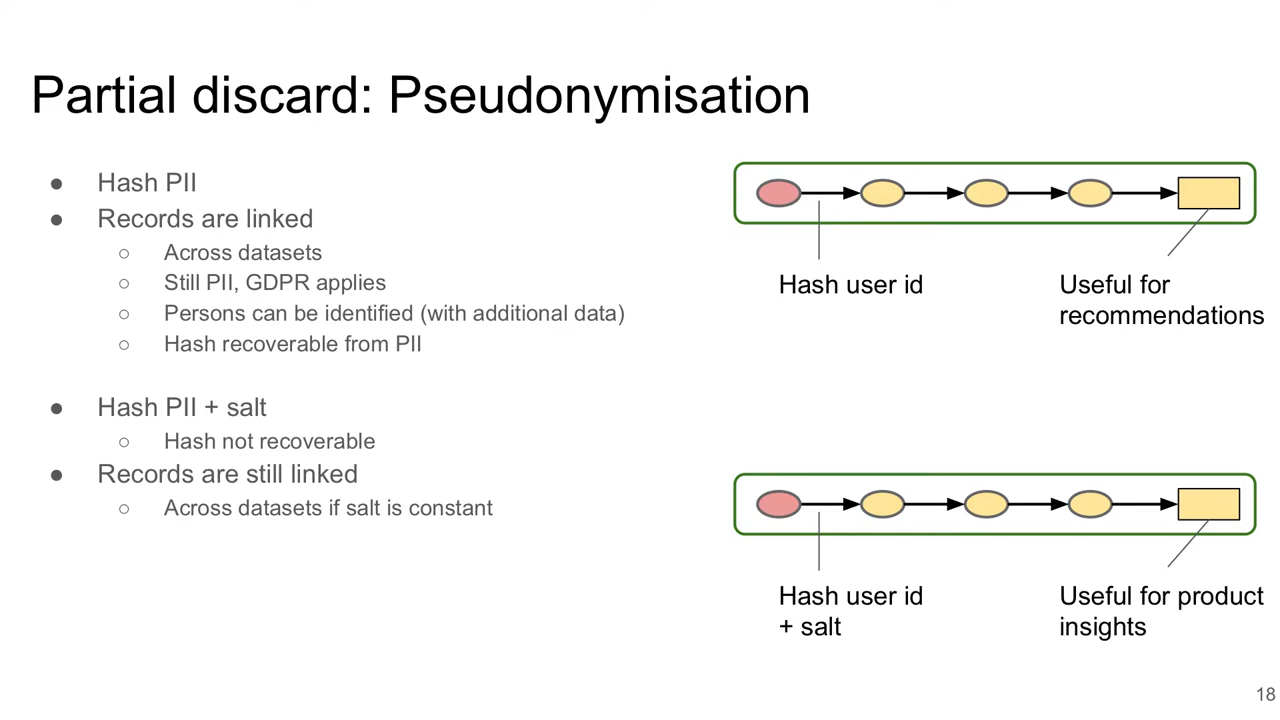 Partial discard: Pseudonymisation
● Hash PII
● Records are linked
○ Across datasets
○ Still PII, GDPR applies
○ Persons can be identified (with additional data)
○ Hash recoverable from PII
● Hash PII + salt
○ Hash not recoverable
● Records are still linked
○ Across datasets if salt is constant
Hash user id
Useful for
recommendations
Hash user id
+ salt
Useful for product
insights
18